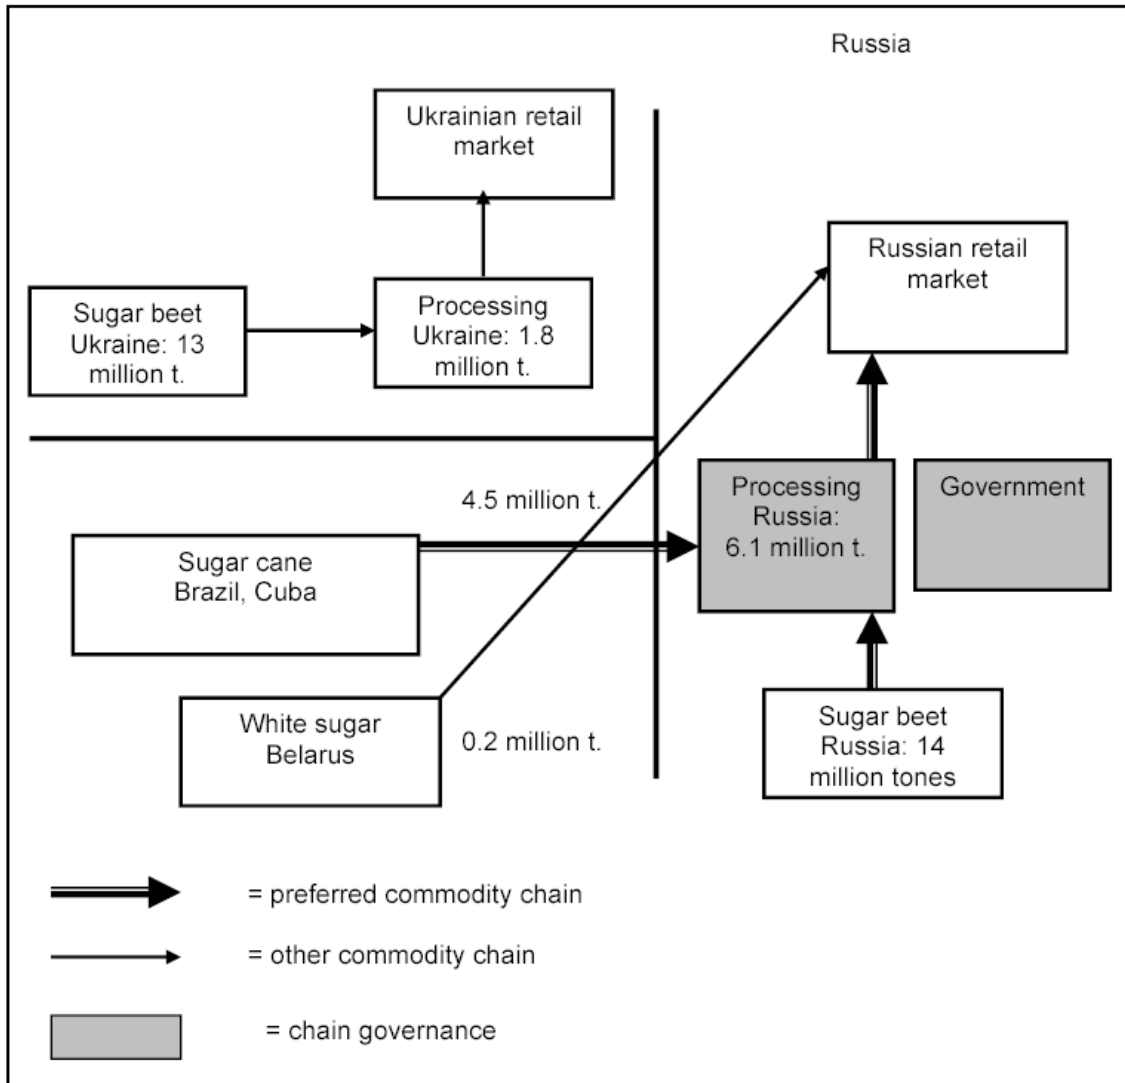 Russia
Ukrainian retail
market
Russian retail
market
Sugar beet
Ukraine: 13
million t.
Processing
Ukraine: 1.8
million t.
4.5 million t.
Processing
Russia:
6.1 million t.
Government
Sugar cane
Brazil, Cuba
White sugar
Belarus
0.2 million t.
Sugar beet
Russia: 14
million tones
= preferred commodity chain
= other commodity chain
= chain governance